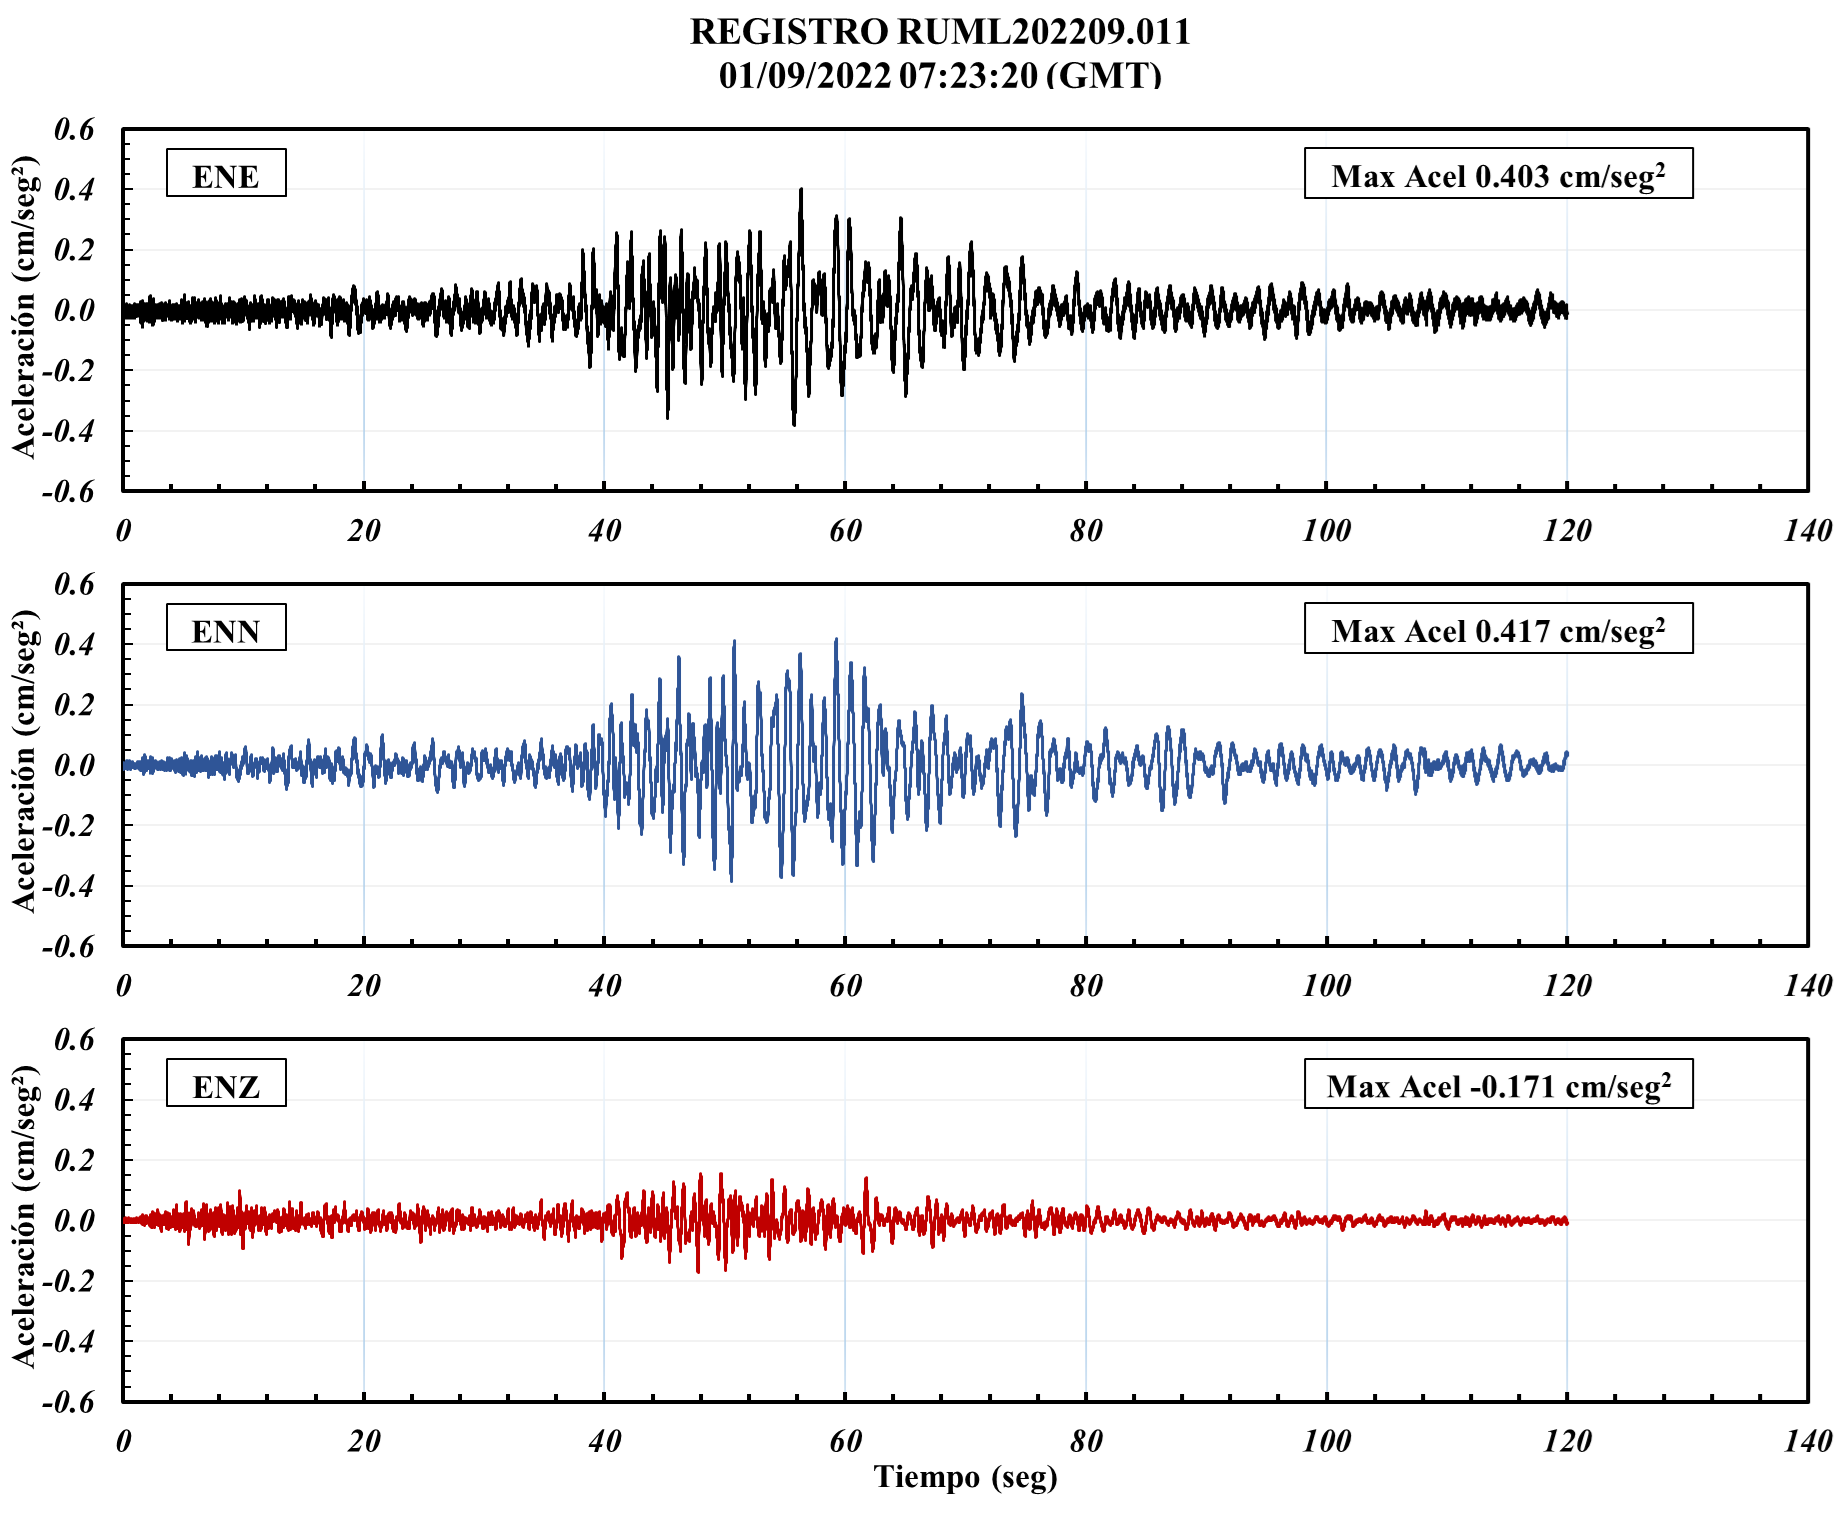 REGISTRO RUML202209.011
01/09/2022 07:23:20 (GMT)
Aceleración (cm/seg²)
0.6
0.4
0.2
0.0
-0.2
-0.4
-0.6
ENE
Max Acel 0.403 cm/seg²
0 20 40 60 80 100 120 140
Aceleración (cm/seg²)
0.6
0.4
0.2
0.0
-0.2
-0.4
-0.6
ENN
Max Acel 0.417 cm/seg²
0 20 40 60 80 100 120 140
Aceleración (cm/seg²)
0.6
0.4
0.2
0.0
-0.2
-0.4
-0.6
ENZ
Max Acel -0.171 cm/seg²
0 20 40 60 80 100 120 140
Tiempo (seg)